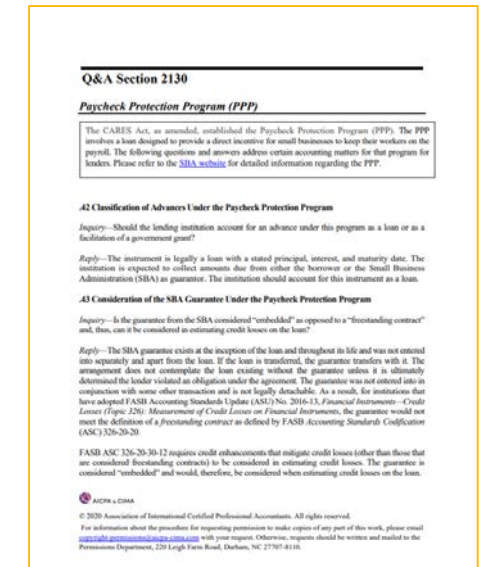 Q&A Section 2130
Paycheck Protection Program (PPP)
The CARES Act, as amended, established the Paycheck Protection Program (PPP). The PPP
involves a loan designed to provide a direct incentive for small businesses to keep their workers on the
payroll. The following questions and answers address certain accounting matters for that program for
lenders. Please refer to the SBA website for detailed information regarding the PPP.
.42 Classification of Advances Under the Paycheck Protection Program
Inquiry—Should the lending institution account for an advance under this program as a loan or as a
facilitation of a government grant?
Reply—The instrument is legally a loan with a stated principal, interest, and maturity date. The
institution is expected to collect amounts due from either the borrower or the Small Business
Administration (SBA) as guarantor. The institution should account for this instrument as a loan.
.43 Consideration of the SBA Guarantee Under the Paycheck Protection Program
Inquiry—Is the guarantee from the SBA considered "embedded" as opposed to a "freestanding contract"
and, thus, can it be considered in estimating credit losses on the loan?
Reply—The SBA guarantee exists at the inception of the loan and throughout its life and was not entered
into separately and apart from the loan. If the loan is transferred, the guarantee transfers with it. The
arrangement does not contemplate the loan existing without the guarantee unless it is ultimately
determined the lender violated an obligation under the agreement. The guarantee was not entered into in
conjunction with some other transaction and is not legally detachable. As a result, for institutions that
have adopted FASB Accounting Standards Update (ASU) No. 2016-13, Financial Instruments—Credit
Losses (Topic 326): Measurement of Credit Losses on Financial Instruments, the guarantee would not
meet the definition of a freestanding contract as defined by FASB Accounting Standards Codification
(ASC) 326-20-20.
FASB ASC 326-20-30-12 requires credit enhancements that mitigate credit losses (other than those that
are considered freestanding contracts) to be considered in estimating credit losses. The guarantee is
considered "embedded" and would, therefore, be considered when estimating credit losses on the loan.
AICPA & CIMA
© 2020 Association of International Certified Professional Accountants. All rights reserved.
For information about the procedure for requesting permission to make copies of any part of this work, please email
copyright-permissions@aicpa-cima.com with your request. Otherwise, requests should be written and mailed to the
Permissions Department, 220 Leigh Farm Road, Durham, NC 27707-8110.